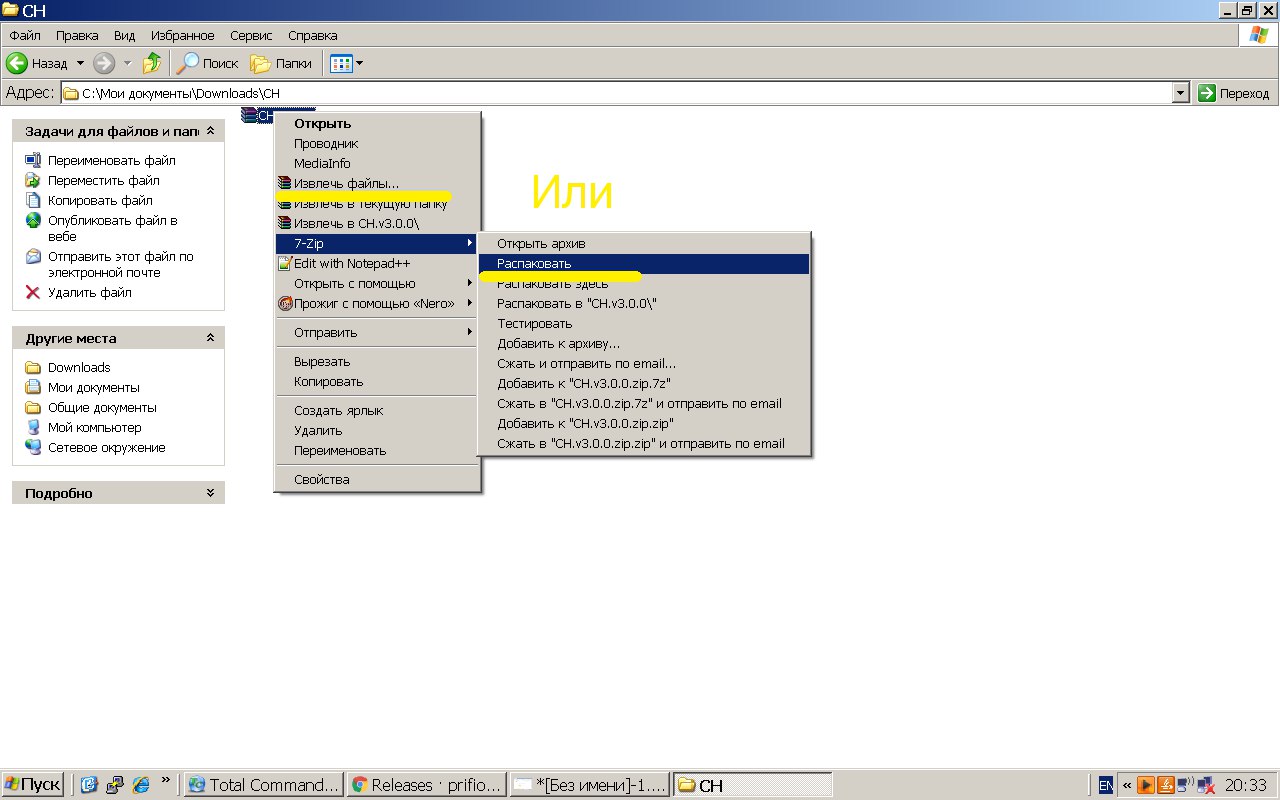 CH
Файл Правка Вид Избранное Сервис Справка
Назад Поиск Папки
Адрес: C:\Мои документы\Downloads\CH Переход
Задачи для файлов и пап
Переименовать файл
Переместить файл
Копировать файл
Опубликовать файл в
вебе
Отправить этот файл по
электронной почте
Удалить файл
Другие места
Downloads
Мои документы
Общие документы
Мой компьютер
Сетевое окружение
Подробно
CH
Открыть
Проводник
MediaInfo
Извлечь файлы...
Извлечь в текущую папку
Извлечь в CH.v3.0.0\
7-Zip
Edit with Notepad++
Открыть с помощью
Прожиг с помощью «Nero»
Отправить
Вырезать
Копировать
Создать ярлык
Удалить
Переименовать
Свойства
Или
Открыть архив
Распаковать
Распаковать здесь
Распаковать в "CH.v3.0.0\"
Тестировать
Добавить к архиву...
Сжать и отправить по email...
Добавить к "CH.v3.0.0.zip.7z"
Сжать в "CH.v3.0.0.zip.7z" и отправить по email
Добавить к "CH.v3.0.0.zip.zip"
Сжать в "CH.v3.0.0.zip.zip" и отправить по email
Пуск » Total Command... Releases · prifio... *[Без имени]-1.... CH EN « 20:33